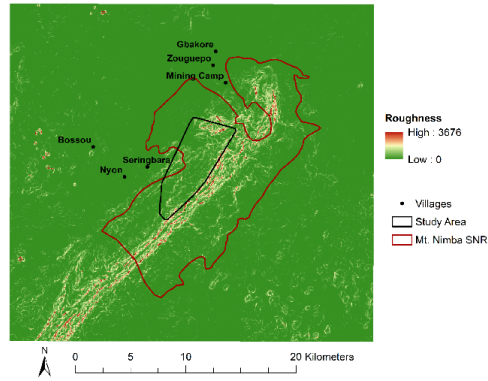 Gbakore
Zouguepo
Mining Camp
Bossou
Seringbara
Nyon
Roughness
High : 3676
Low : 0
Villages
Study Area
Mt. Nimba SNR
N
0 5 10 20 Kilometers